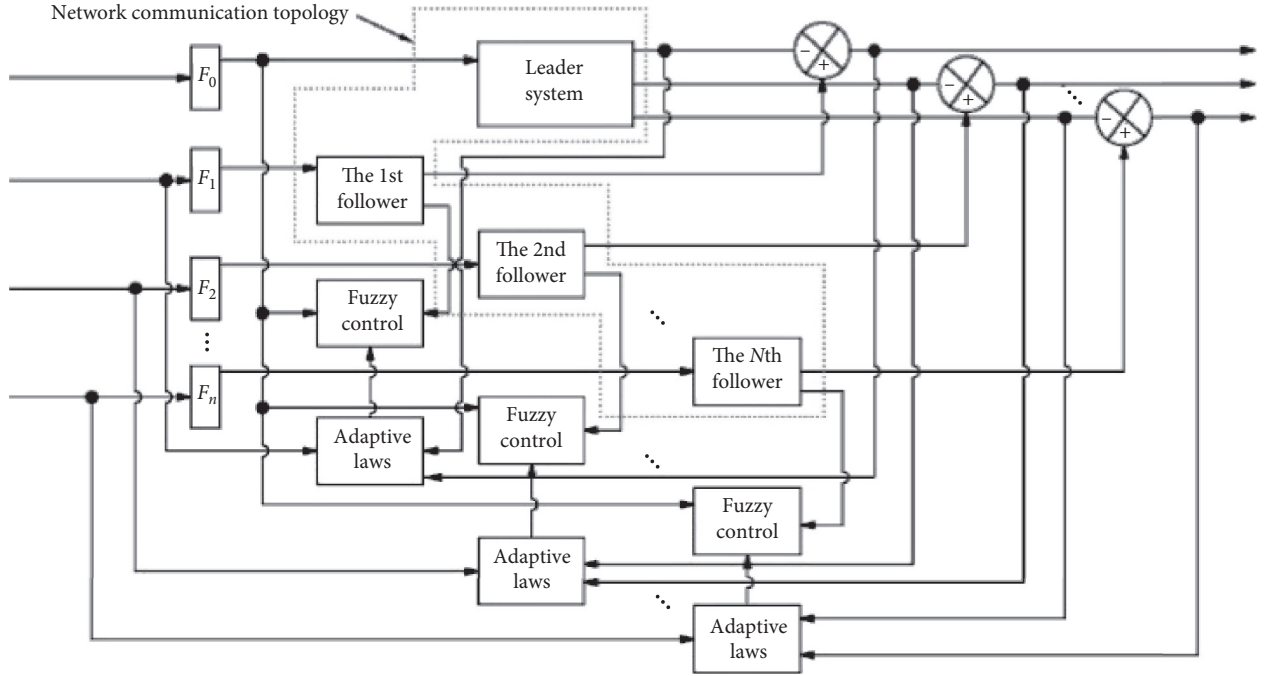 Network communication topology
F0
Leader
system
F1
The 1st
follower
F2
The 2nd
follower
Fuzzy
control
The Nth
follower
Fn
Fuzzy
control
Adaptive
laws
Fuzzy
control
Adaptive
laws
Adaptive
laws
−
+
−
+
−
+